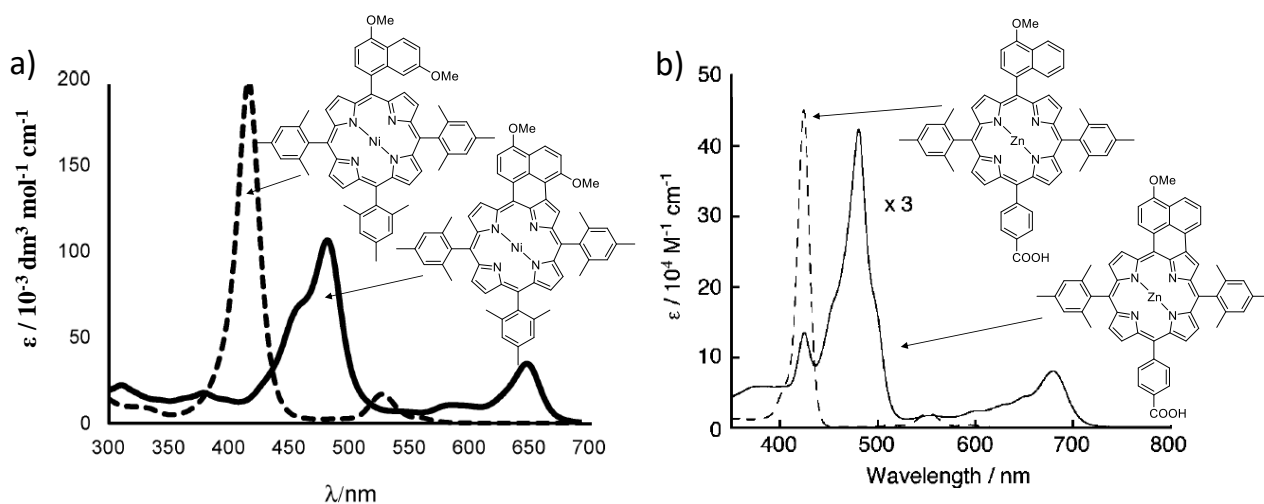 a)
ε / 10⁻³ dm³ mol⁻¹ cm⁻¹
200
150
100
50
0
300 350 400 450 500 550 600 650 700
λ/nm
OMe
OMe
N N
Ni
N N
OMe
OMe
N N
Ni
N N
b)
ε / 10⁴ M⁻¹ cm⁻¹
50
40
30
20
10
0
400 500 600 700 800
Wavelength / nm
x 3
OMe
N N
Zn
N N
COOH
OMe
N N
Zn
N N
COOH